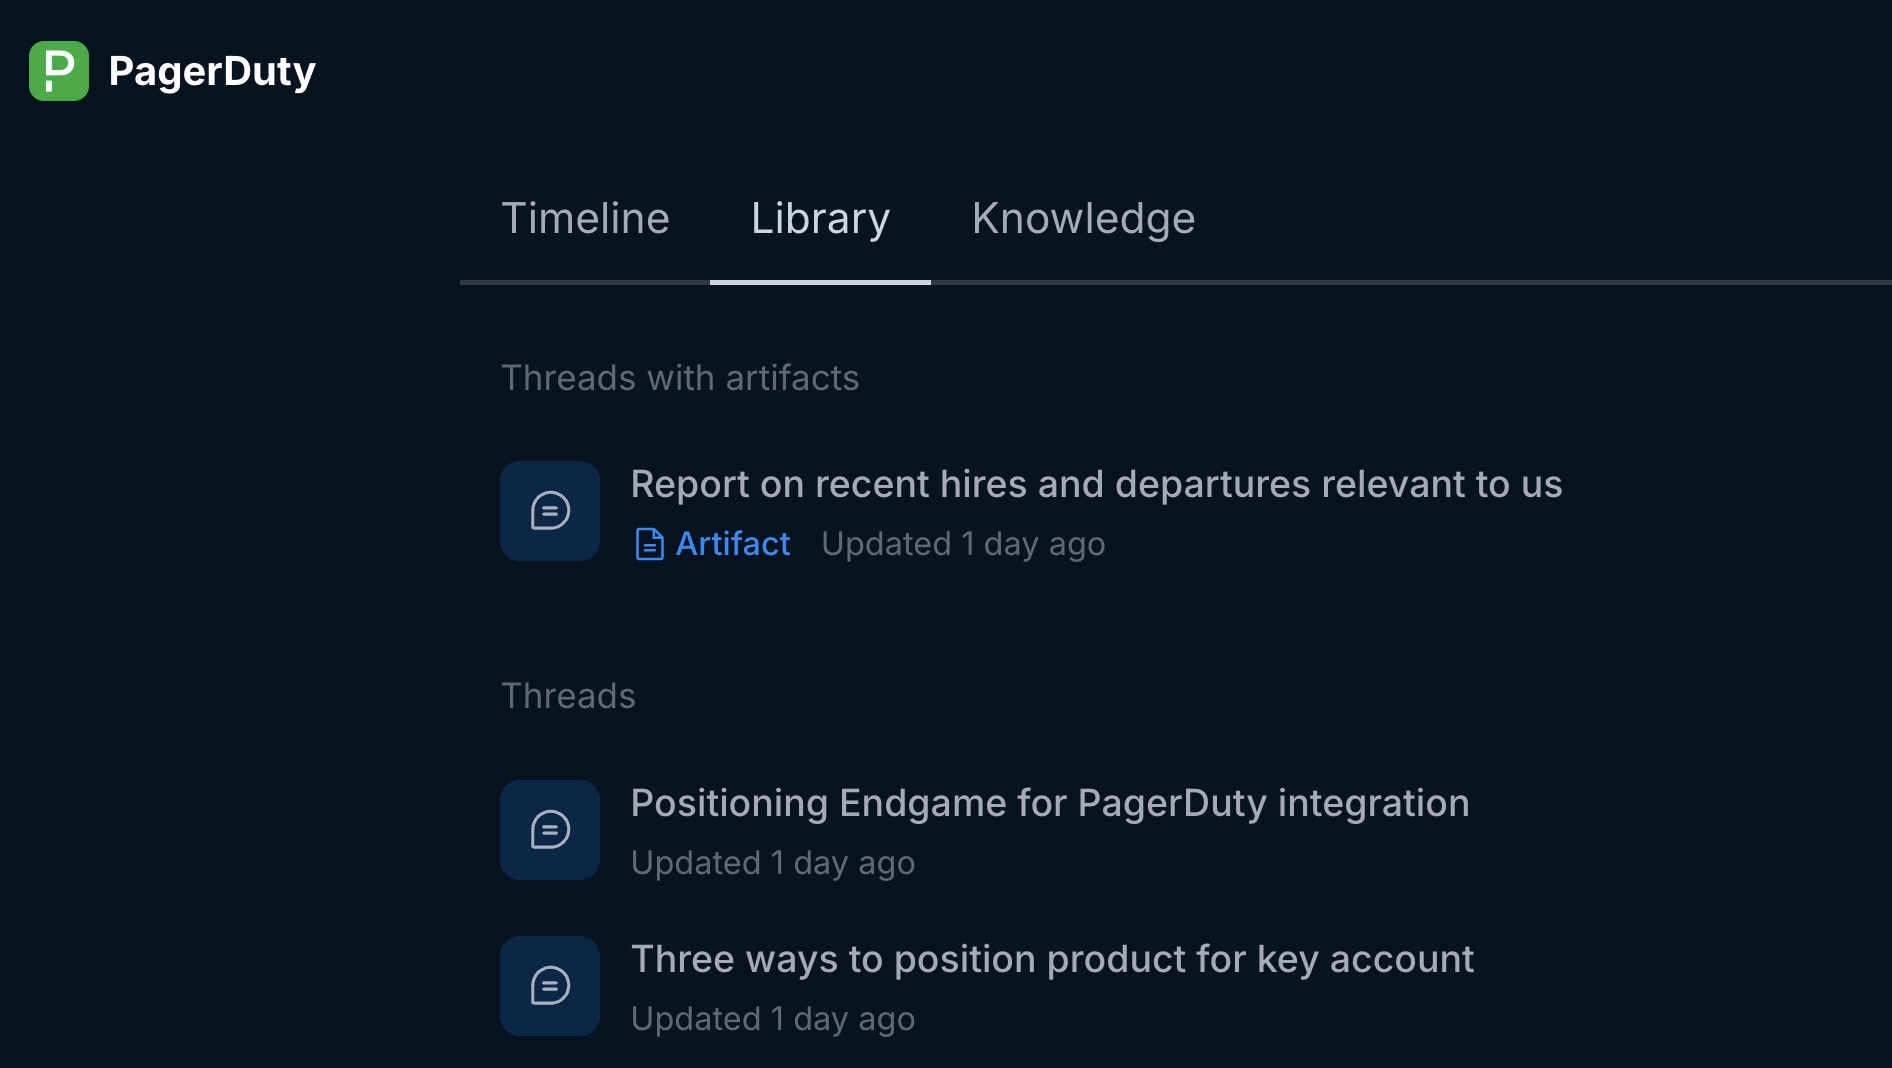 PagerDuty
Timeline Library Knowledge
Threads with artifacts
Report on recent hires and departures relevant to us
Artifact Updated 1 day ago
Threads
Positioning Endgame for PagerDuty integration
Updated 1 day ago
Three ways to position product for key account
Updated 1 day ago